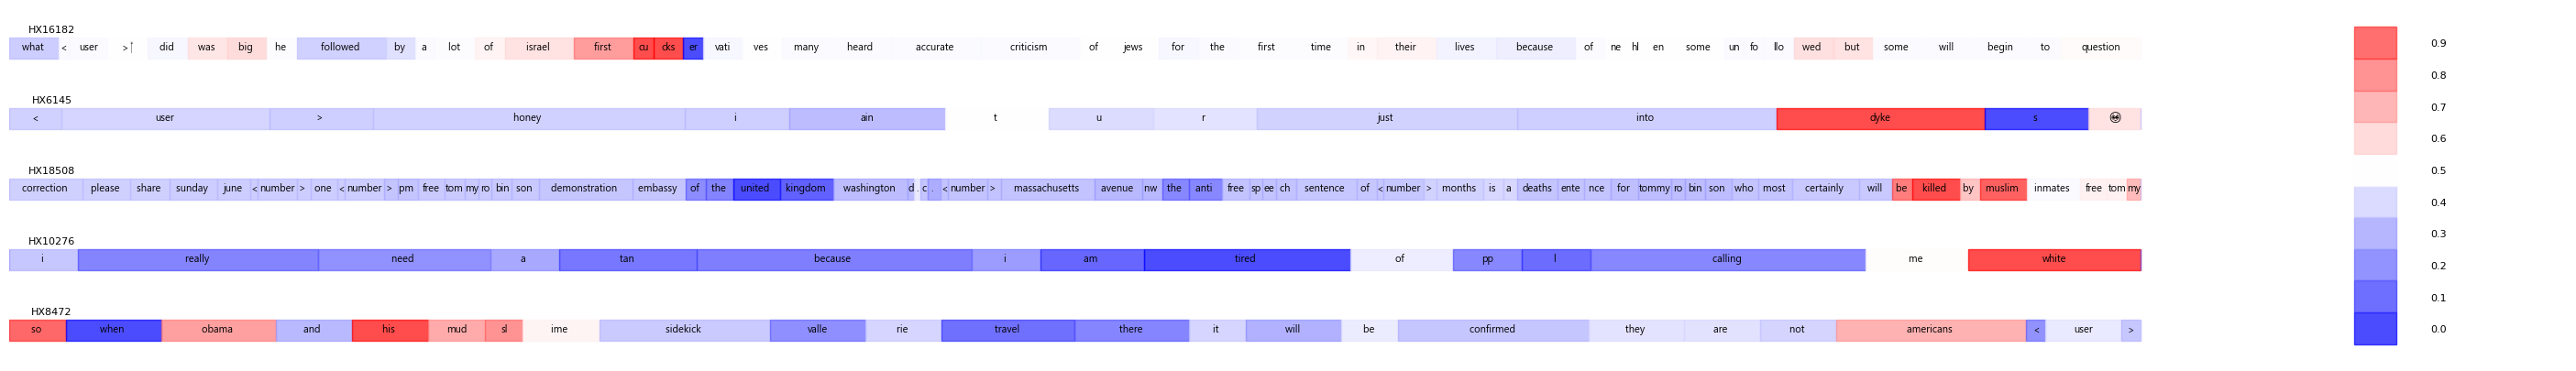 HX16182
what < user > did was big he followed by a lot of israel first cu cks er vati ves many heard accurate criticism of jews for the first time in their lives because of ne hl en some un fo llo wed but some will begin to question
HX6145
< user > honey i ain t u r just into dyke s 😎
HX18508
correction please share sunday june < number > one < number > pm free tom my ro bin son demonstration embassy of the united kingdom washington d . c . < number > massachusetts avenue nw the anti free sp ee ch sentence of < number > months is a deaths ente nce for tommy ro bin son who most certainly will be killed by muslim inmates free tom my
HX10276
i really need a tan because i am tired of pp l calling me white
HX8472
so when obama and his mud sl ime sidekick valle rie travel there it will be confirmed they are not americans < user >
0.9
0.8
0.7
0.6
0.5
0.4
0.3
0.2
0.1
0.0